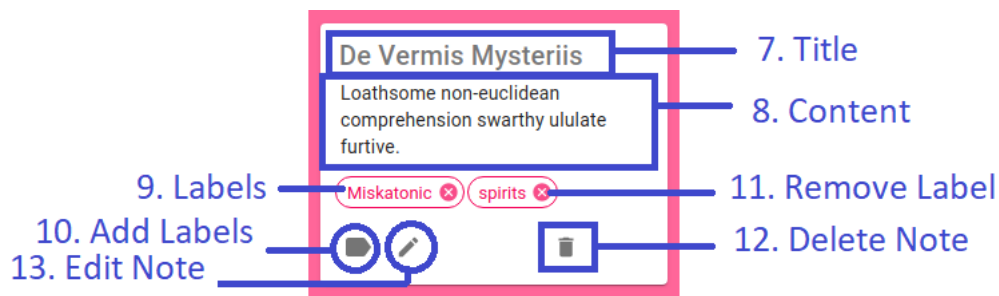 De Vermis Mysteriis
7. Title
Loathsome non-euclidean
comprehension swarthy ululate
furtive.
8. Content
9. Labels
Miskatonic
spirits
11. Remove Label
10. Add Labels
12. Delete Note
13. Edit Note